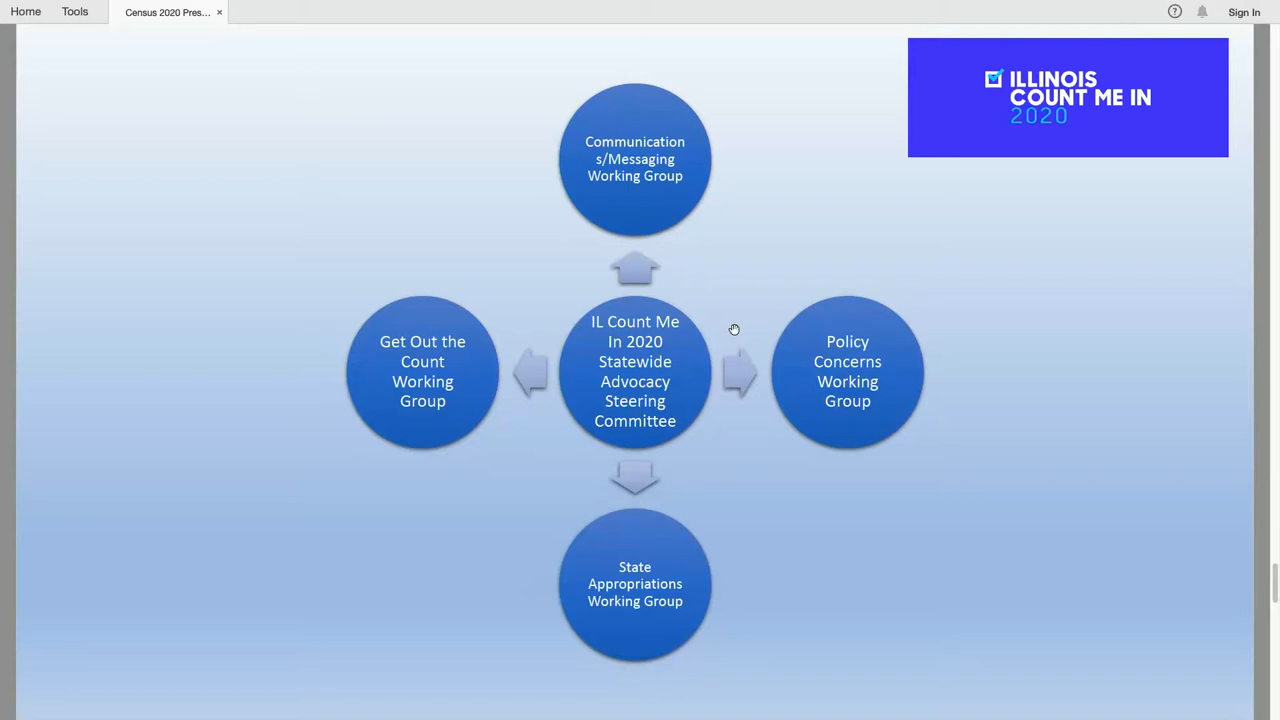 Home
Tools
Census 2020 Pres...
×
?
Sign In
ILLINOIS
COUNT ME IN
2020
Communication
s/Messaging
Working Group
Get Out the
Count
Working
Group
IL Count Me
In 2020
Statewide
Advocacy
Steering
Committee
Policy
Concerns
Working
Group
State
Appropriations
Working Group